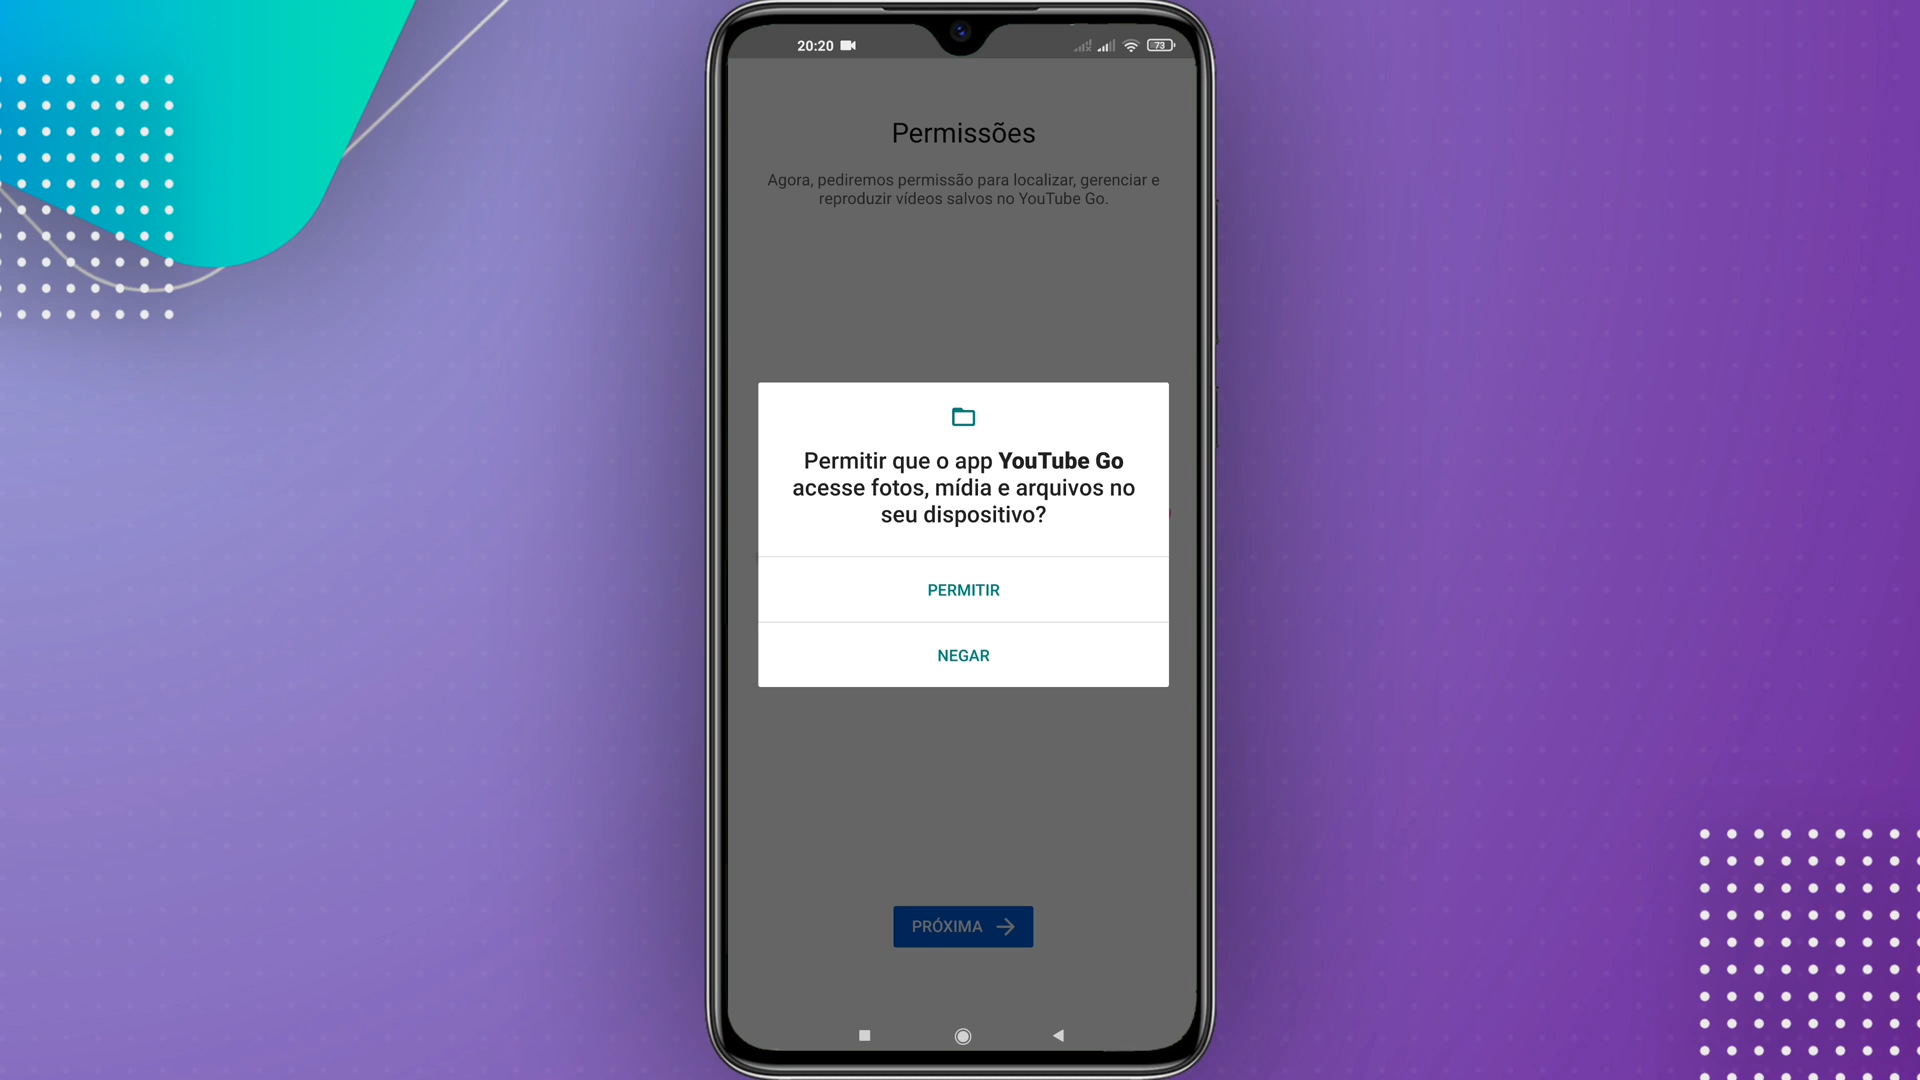 20:20
73
Permissões
Agora, pediremos permissão para localizar, gerenciar e
reproduzir vídeos salvos no YouTube Go.
Permitir que o app YouTube Go
acesse fotos, mídia e arquivos no
seu dispositivo?
PERMITIR
NEGAR
PRÓXIMA